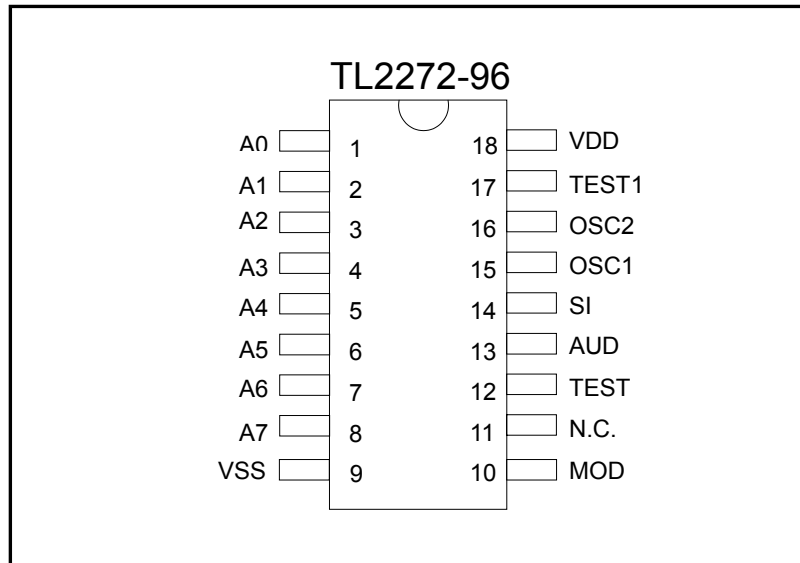 TL2272-96
A0 1 18 VDD
A1 2 17 TEST1
A2 3 16 OSC2
A3 4 15 OSC1
A4 5 14 SI
A5 6 13 AUD
A6 7 12 TEST
A7 8 11 N.C.
VSS 9 10 MOD